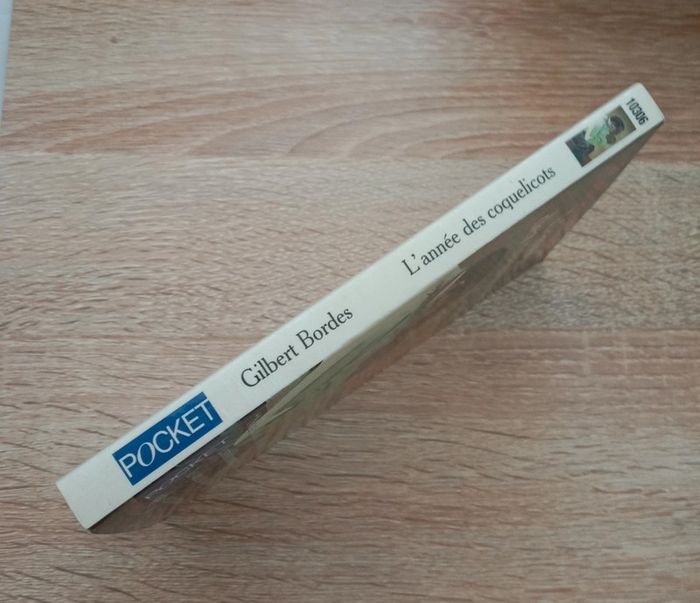 POCKET
Gilbert Bordes
L'année des coquelicots
10306